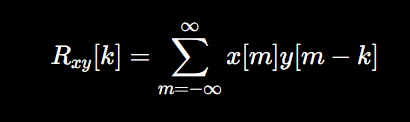 $$R_{xy}[k] = \sum_{m=-\infty}^{\infty} x[m]y[m-k]$$